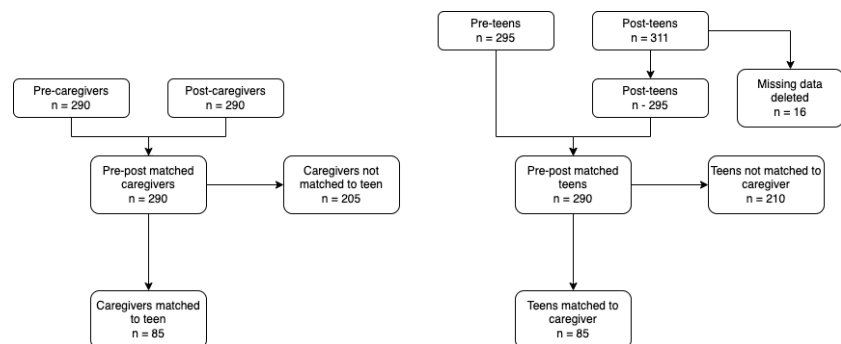 Pre-caregivers
n = 290
Post-caregivers
n = 290
Pre-post matched
caregivers
n = 290
Caregivers not
matched to teen
n = 205
Caregivers matched
to teen
n = 85
Pre-teens
n = 295
Post-teens
n = 311
Post-teens
n - 295
Missing data
deleted
n = 16
Pre-post matched
teens
n = 290
Teens not matched to
caregiver
n = 210
Teens matched to
caregiver
n = 85